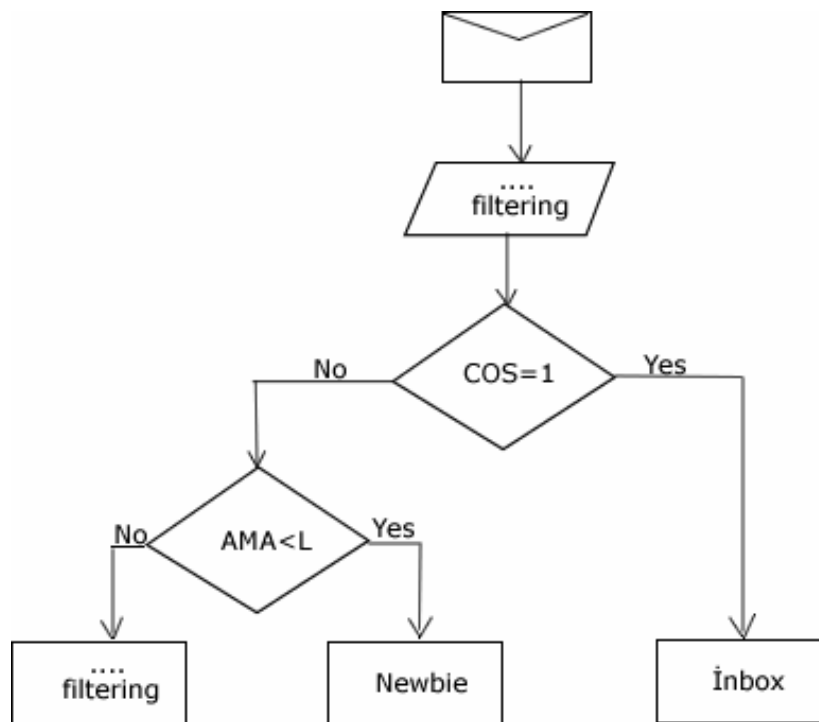 ....
filtering
No
COS=1
Yes
No
AMA<L
Yes
....
filtering
Newbie
İnbox